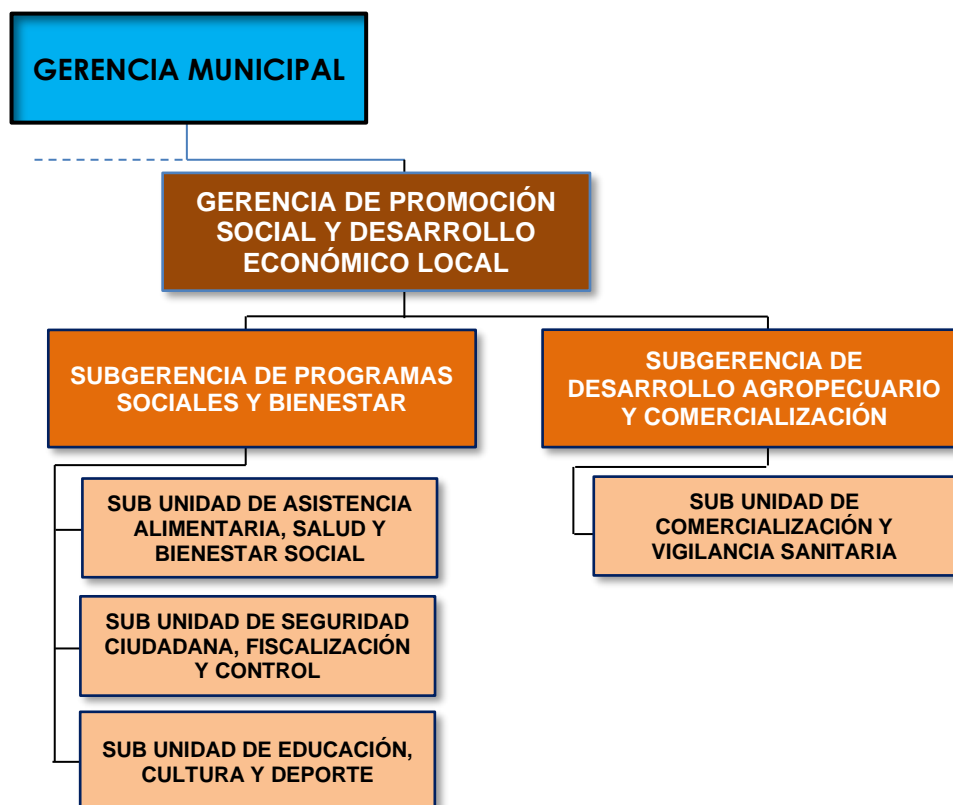 GERENCIA MUNICIPAL
GERENCIA DE PROMOCIÓN
SOCIAL Y DESARROLLO
ECONÓMICO LOCAL
SUBGERENCIA DE PROGRAMAS
SOCIALES Y BIENESTAR
SUBGERENCIA DE
DESARROLLO AGROPECUARIO
Y COMERCIALIZACIÓN
SUB UNIDAD DE ASISTENCIA
ALIMENTARIA, SALUD Y
BIENESTAR SOCIAL
SUB UNIDAD DE
COMERCIALIZACIÓN Y
VIGILANCIA SANITARIA
SUB UNIDAD DE SEGURIDAD
CIUDADANA, FISCALIZACIÓN
Y CONTROL
SUB UNIDAD DE EDUCACIÓN,
CULTURA Y DEPORTE